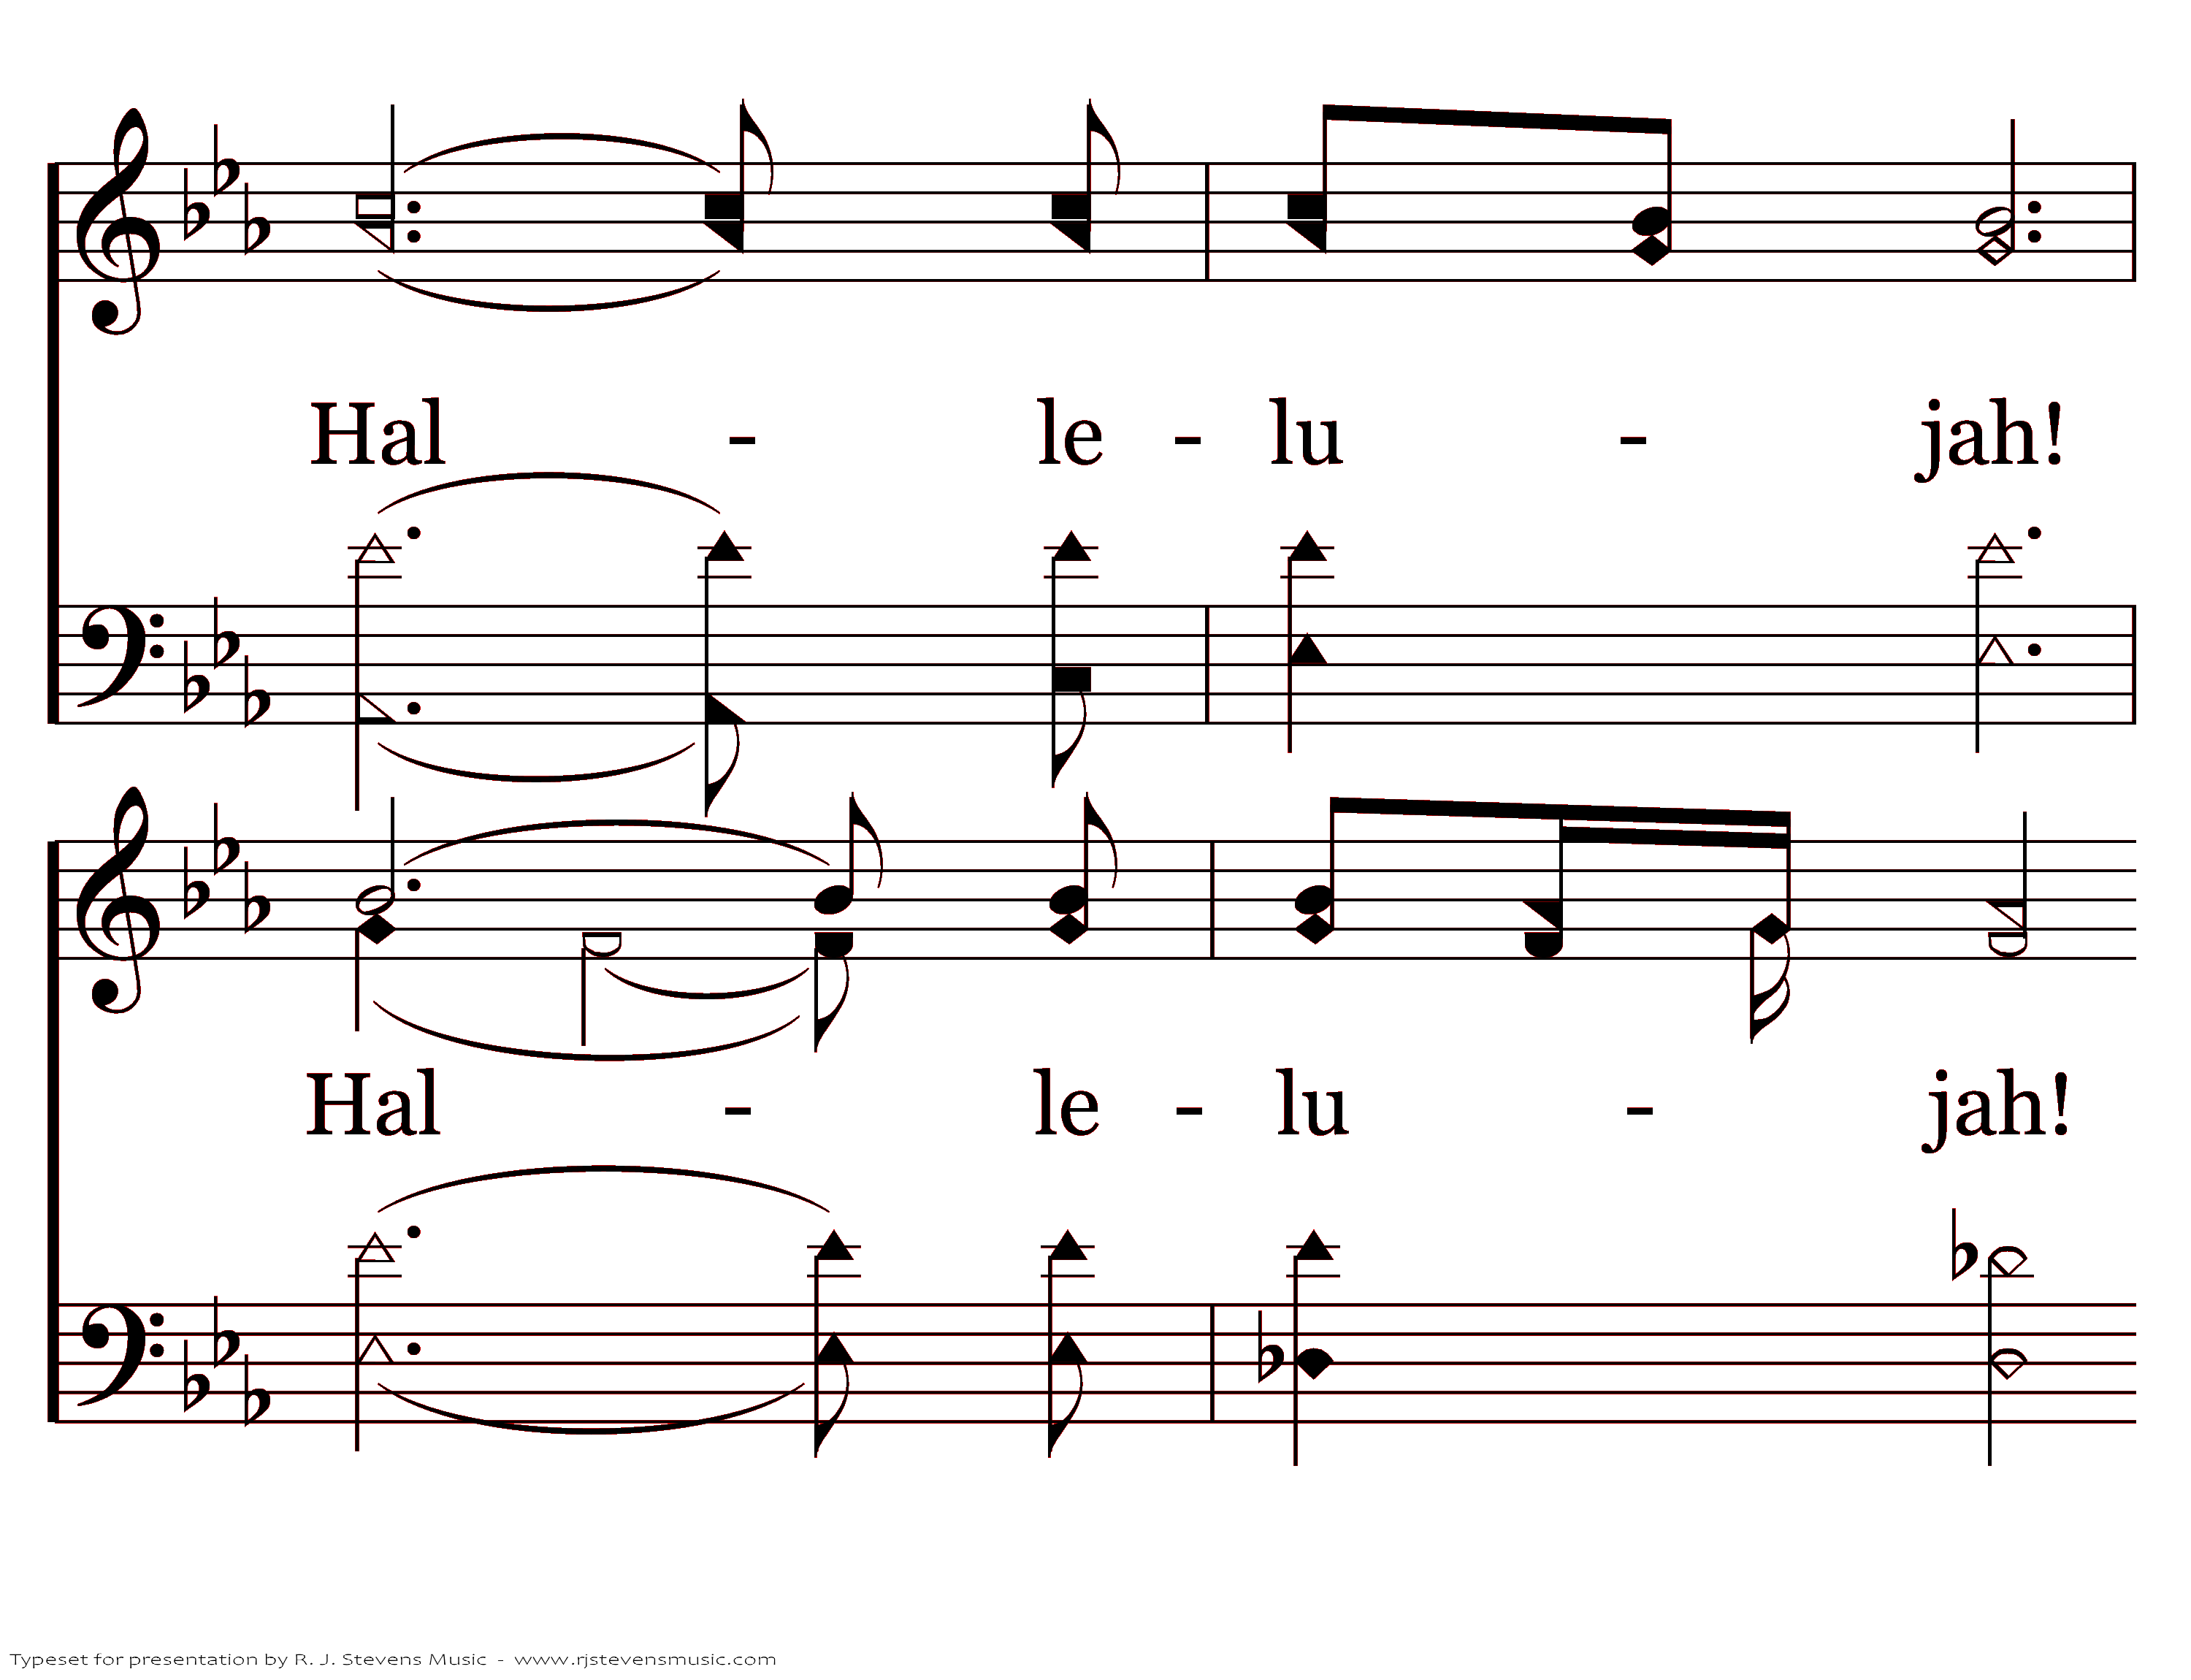 Hal - le - lu - jah!
Hal - le - lu - jah!
Typeset for presentation by R. J. Stevens Music - www.rjstevensmusic.com